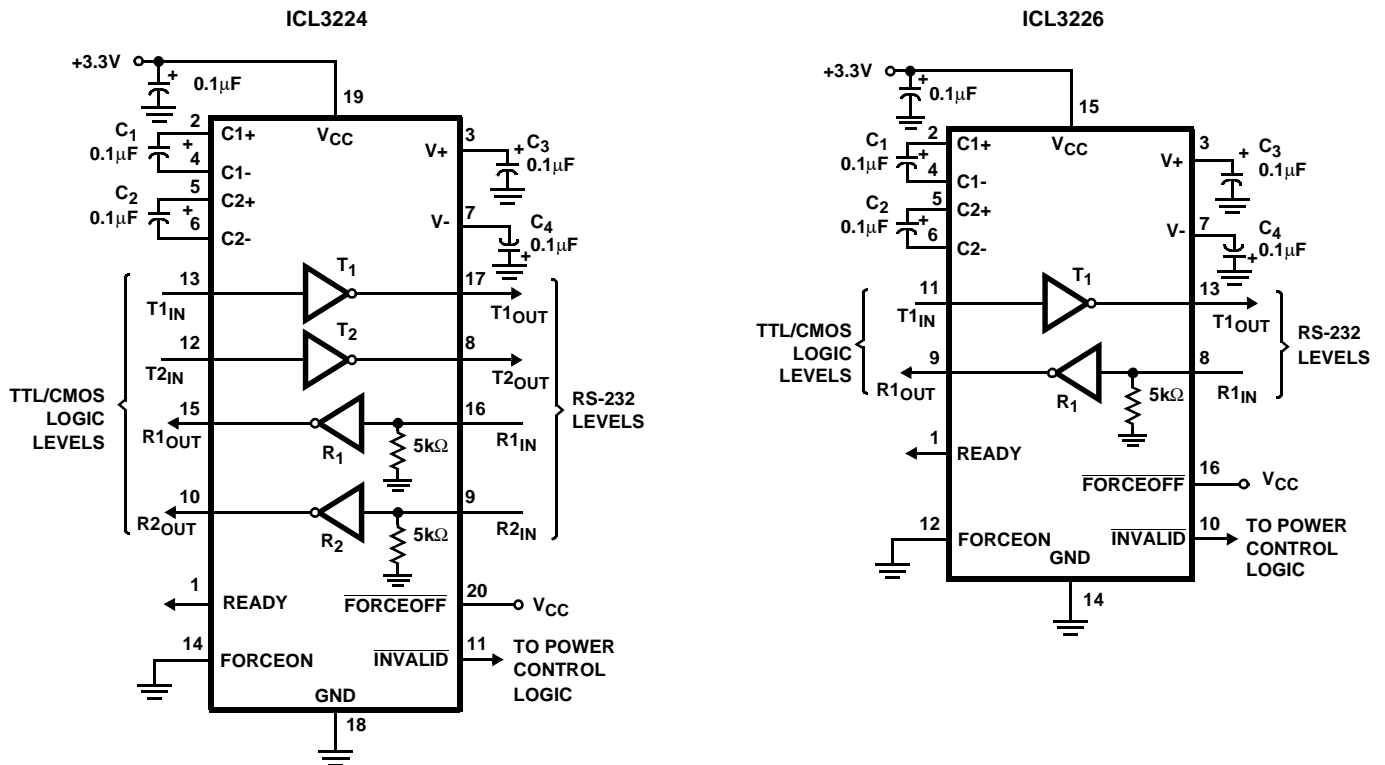 ICL3224
+3.3V
+
0.1µF
19
2
C1+
VCC
3
V+
+
C3
0.1µF
C1
0.1µF
+
4
C1-
5
C2+
C2
0.1µF
+
6
C2-
7
V-
C4
0.1µF
+
13
T1IN
T1
17
T1OUT
12
T2IN
T2
8
T2OUT
TTL/CMOS
LOGIC
LEVELS
RS-232
LEVELS
15
R1OUT
R1
5kΩ
16
R1IN
10
R2OUT
R2
5kΩ
9
R2IN
1
READY
FORCEOFF
20
VCC
14
FORCEON
INVALID
11
TO POWER
CONTROL
LOGIC
GND
18
ICL3226
+3.3V
+
0.1µF
15
2
C1+
VCC
3
V+
+
C3
0.1µF
C1
0.1µF
+
4
C1-
5
C2+
C2
0.1µF
+
6
C2-
7
V-
C4
0.1µF
+
11
T1IN
T1
13
T1OUT
TTL/CMOS
LOGIC
LEVELS
RS-232
LEVELS
9
R1OUT
R1
5kΩ
8
R1IN
1
READY
FORCEOFF
16
VCC
12
FORCEON
INVALID
10
TO POWER
CONTROL
LOGIC
GND
14